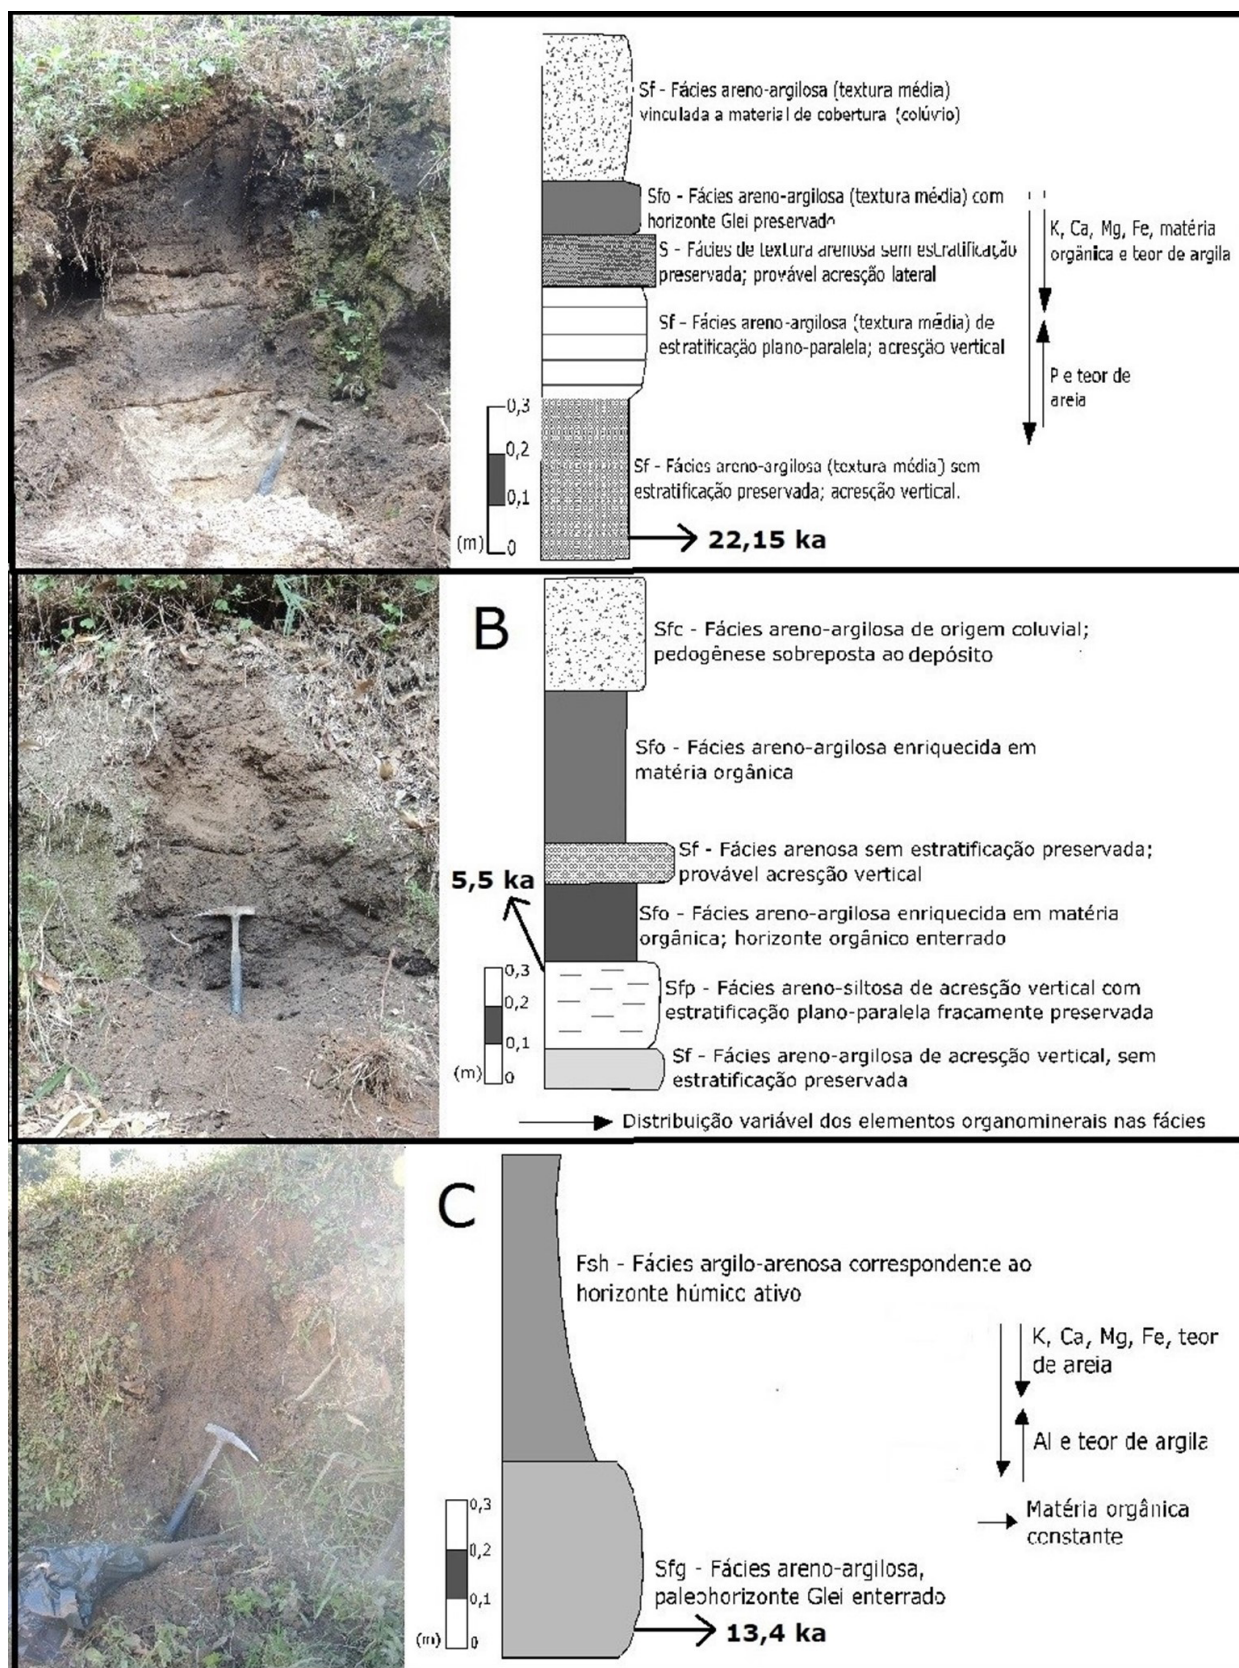 Sf - Fácies areno-argilosa (textura média)
vinculada a material de cobertura (colúvio)
Sfo - Fácies areno-argilosa (textura média) com
horizonte Glei preservado
S - Fácies de textura arenosa sem estratificação
preservada; provável acresção lateral
K, Ca, Mg, Fe, matéria
orgânica e teor de argila
Sf - Fácies areno-argilosa (textura média) de
estratificação plano-paralela; acresção vertical
P e teor de
areia
0,3
0,2
0,1
(m) 0
Sf - Fácies areno-argilosa (textura média) sem
estratificação preservada; acresção vertical.
22,15 ka
B
Sfc - Fácies areno-argilosa de origem coluvial;
pedogênese sobreposta ao depósito
Sfo - Fácies areno-argilosa enriquecida em
matéria orgânica
Sf - Fácies arenosa sem estratificação preservada;
provável acresção vertical
5,5 ka
Sfo - Fácies areno-argilosa enriquecida em matéria
orgânica; horizonte orgânico enterrado
0,3
0,2
0,1
(m) 0
Sfp - Fácies areno-siltosa de acresção vertical com
estratificação plano-paralela fracamente preservada
Sf - Fácies areno-argilosa de acresção vertical, sem
estratificação preservada
Distribuição variável dos elementos organominerais nas fácies
C
Fsh - Fácies argilo-arenosa correspondente ao
horizonte húmico ativo
K, Ca, Mg, Fe, teor
de areia
Al e teor de argila
Matéria orgânica
constante
0,3
0,2
0,1
(m) 0
Sfg - Fácies areno-argilosa,
paleohorizonte Glei enterrado
13,4 ka